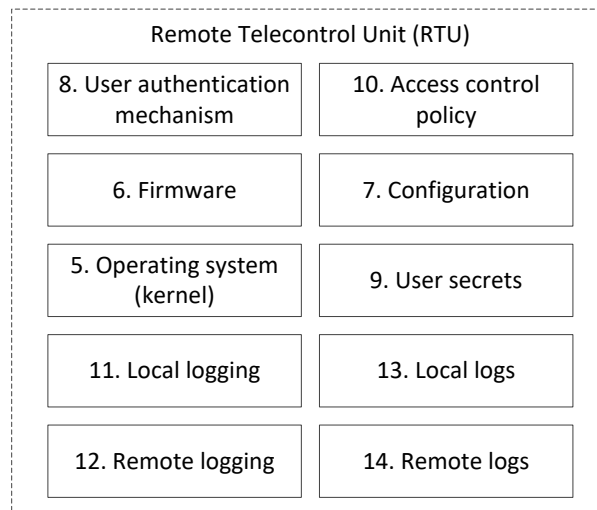 Remote Telecontrol Unit (RTU)
8. User authentication
mechanism
10. Access control
policy
6. Firmware
7. Configuration
5. Operating system
(kernel)
9. User secrets
11. Local logging
13. Local logs
12. Remote logging
14. Remote logs